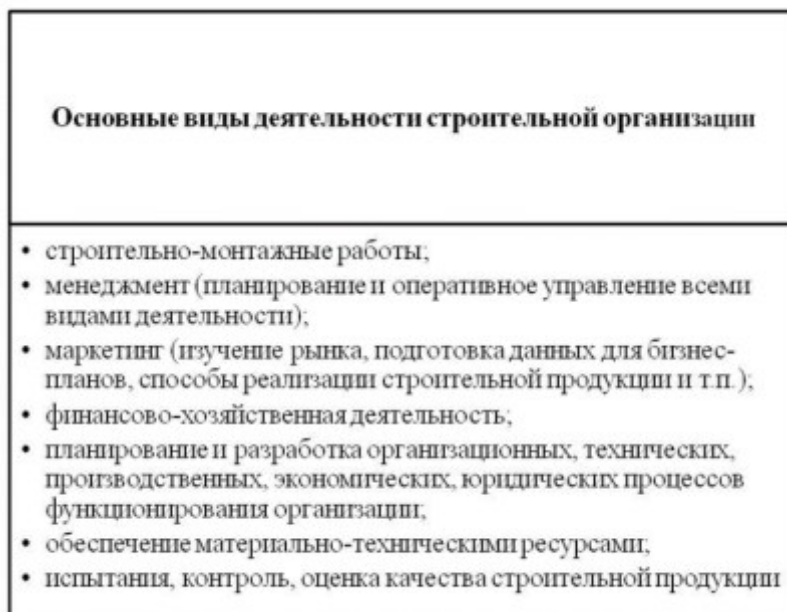 Основные виды деятельности строительной организации
• строительно-монтажные работы;
• менеджмент (планирование и оперативное управление всеми
видами деятельности);
• маркетинг (изучение рынка, подготовка данных для бизнес-
планов, способы реализации строительной продукции и т.п.);
• финансово-хозяйственная деятельность;
• планирование и разработка организационных, технических,
производственных, экономических, юридических процессов
функционирования организации;
• обеспечение материально-техническими ресурсами;
• испытания, контроль, оценка качества строительной продукции